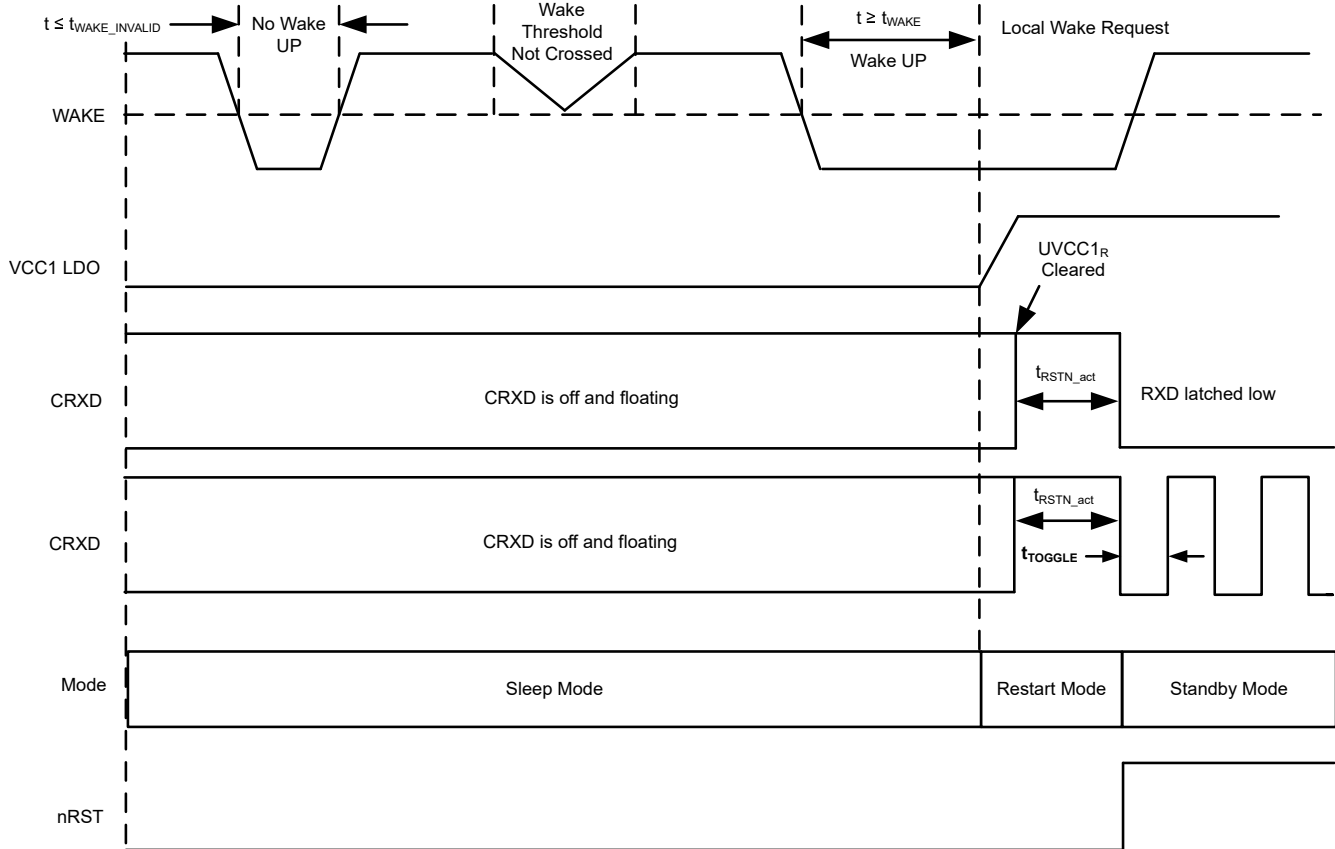 t ≤ tWAKE_INVALID
No Wake
UP
Wake
Threshold
Not Crossed
t ≥ tWAKE
Wake UP
Local Wake Request
WAKE
VCC1 LDO
UVCC1R
Cleared
CRXD
CRXD is off and floating
tRSTN_act
RXD latched low
CRXD
CRXD is off and floating
tRSTN_act
tTOGGLE
Mode
Sleep Mode
Restart Mode
Standby Mode
nRST